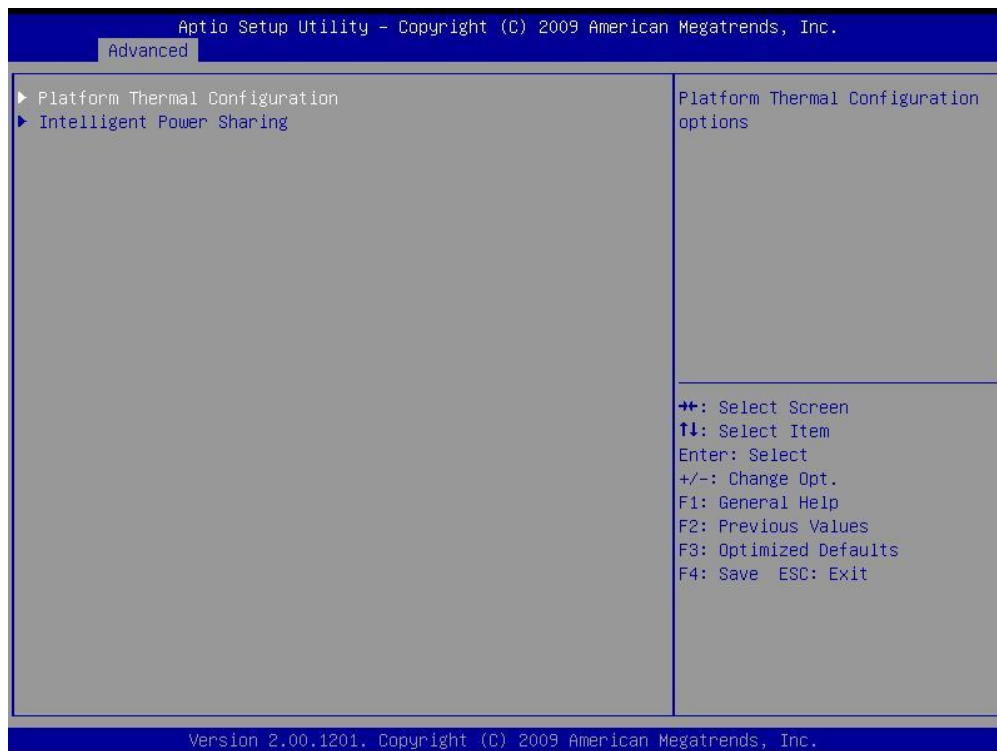 Aptio Setup Utility – Copyright (C) 2009 American Megatrends, Inc.
Advanced
▶ Platform Thermal Configuration
▶ Intelligent Power Sharing
Platform Thermal Configuration
options
→←: Select Screen
↑↓: Select Item
Enter: Select
+/-: Change Opt.
F1: General Help
F2: Previous Values
F3: Optimized Defaults
F4: Save  ESC: Exit
Version 2.00.1201. Copyright (C) 2009 American Megatrends, Inc.